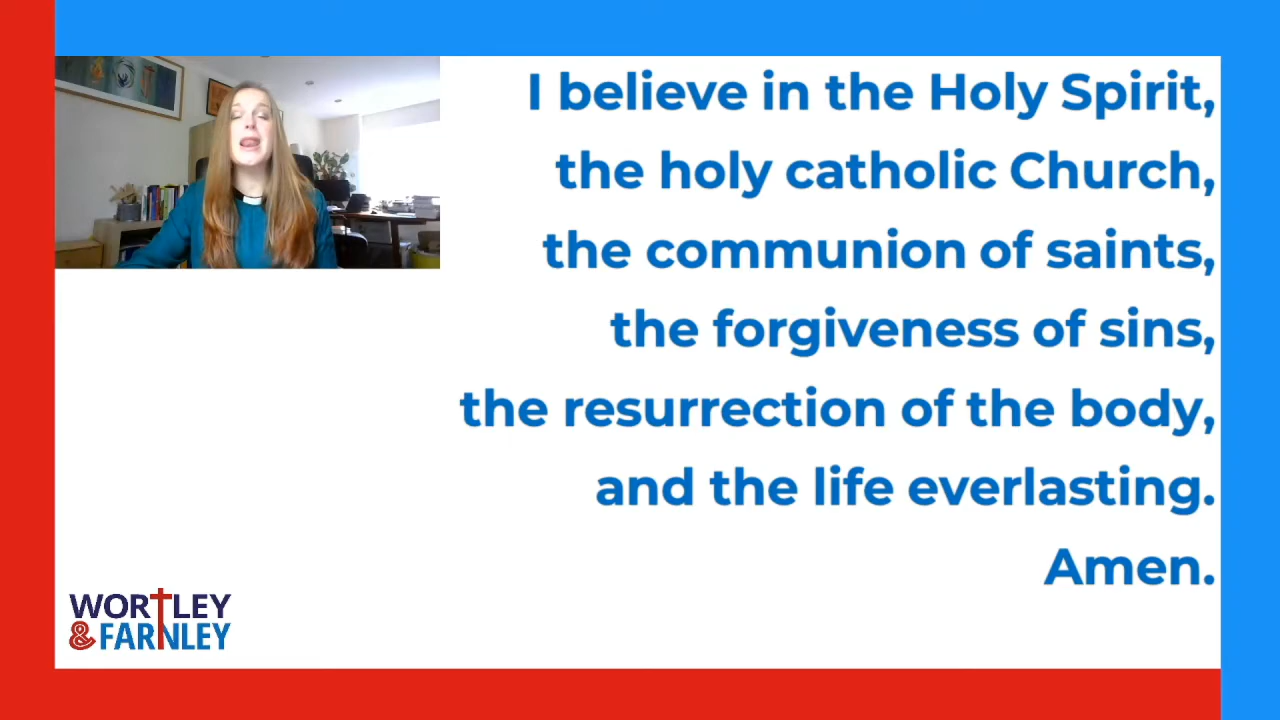 I believe in the Holy Spirit,
the holy catholic Church,
the communion of saints,
the forgiveness of sins,
the resurrection of the body,
and the life everlasting.
Amen.
WORTLEY
& FARNLEY